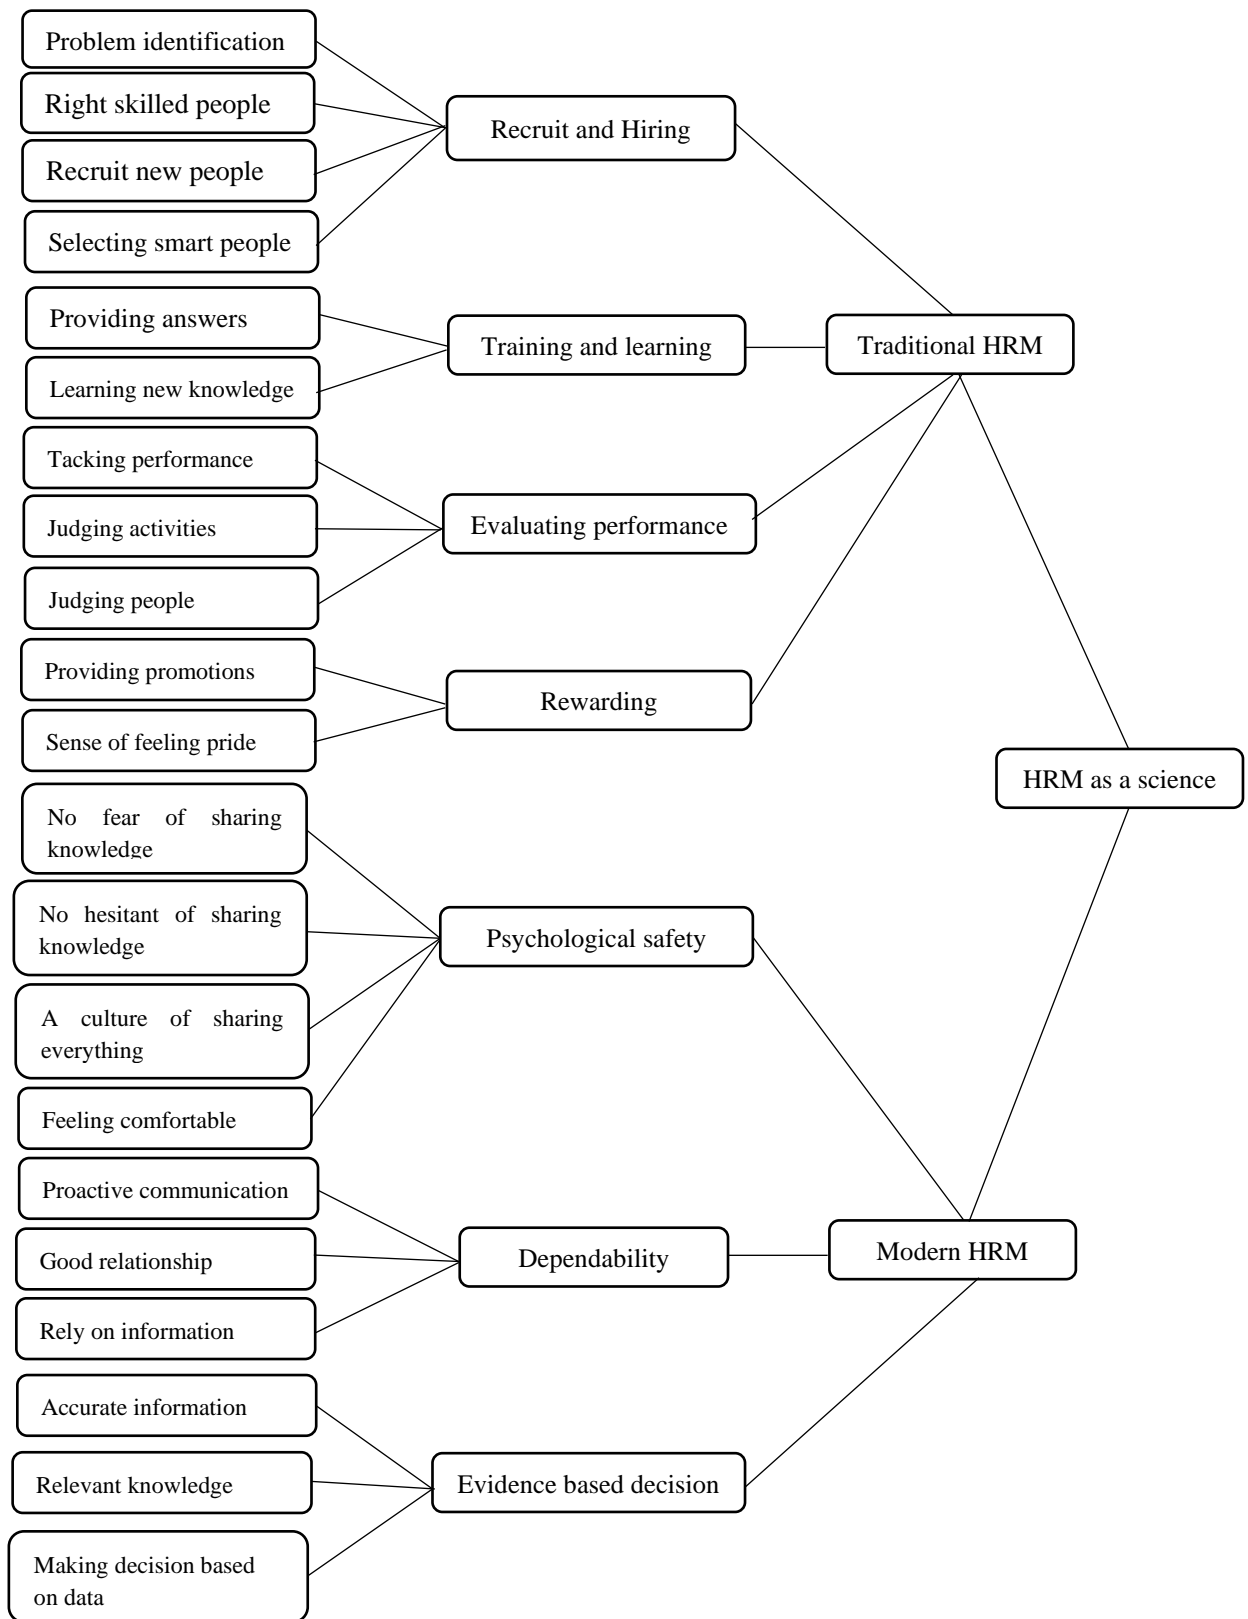 Problem identification
Right skilled people
Recruit new people
Selecting smart people
Recruit and Hiring
Providing answers
Learning new knowledge
Training and learning
Traditional HRM
Tacking performance
Judging activities
Judging people
Evaluating performance
Providing promotions
Sense of feeling pride
Rewarding
HRM as a science
No fear of sharing
knowledge
No hesitant of sharing
knowledge
A culture of sharing
everything
Feeling comfortable
Psychological safety
Proactive communication
Good relationship
Rely on information
Dependability
Modern HRM
Accurate information
Relevant knowledge
Making decision based
on data
Evidence based decision